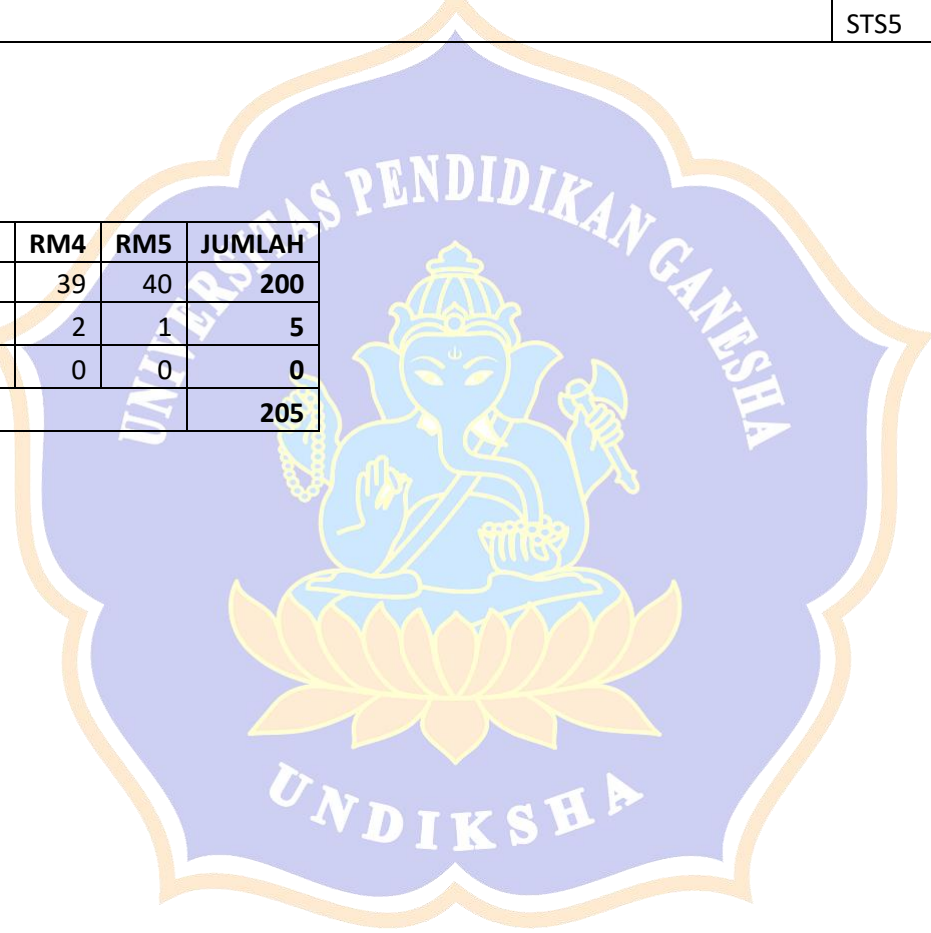 STS5
RM4 RM5 JUMLAH
39 40 200
2 1 5
0 0 0
205
UNIVERSITAS PENDIDIKAN GANESHA
UNDIKSHA